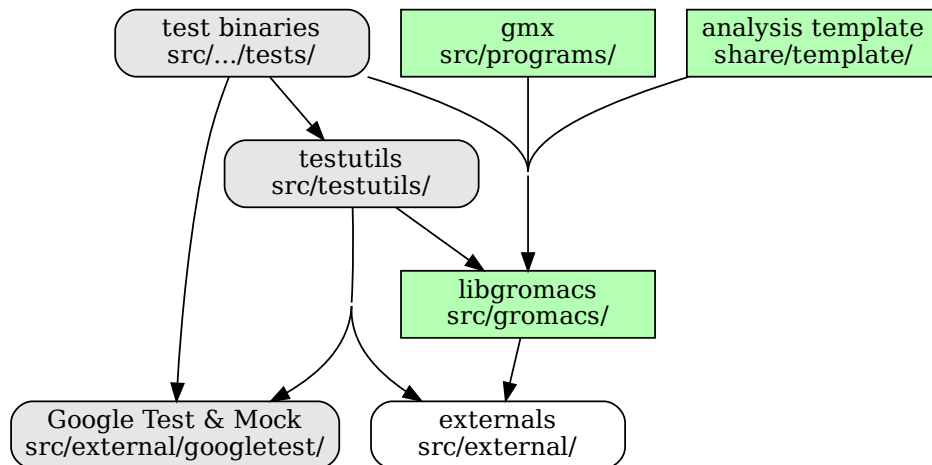 test binaries
src/.../tests/
gmx
src/programs/
analysis template
share/template/
testutils
src/testutils/
libgromacs
src/gromacs/
Google Test & Mock
src/external/googletest/
externals
src/external/